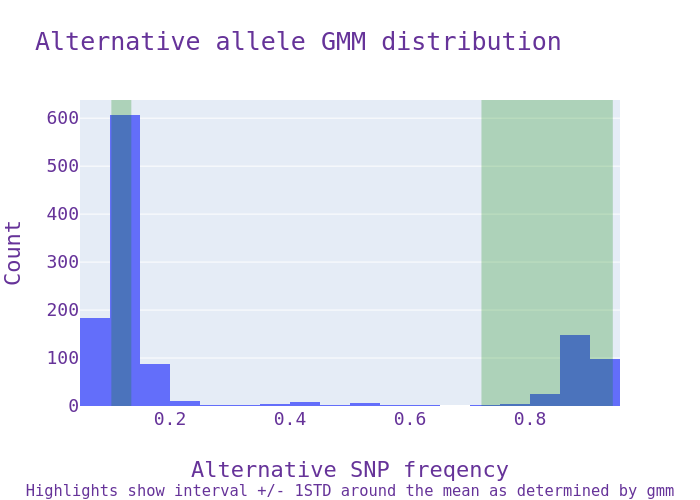 Alternative allele GMM distribution
Count
600
500
400
300
200
100
0
0.2 0.4 0.6 0.8
Alternative SNP freqency
Highlights show interval +/- 1STD around the mean as determined by gmm